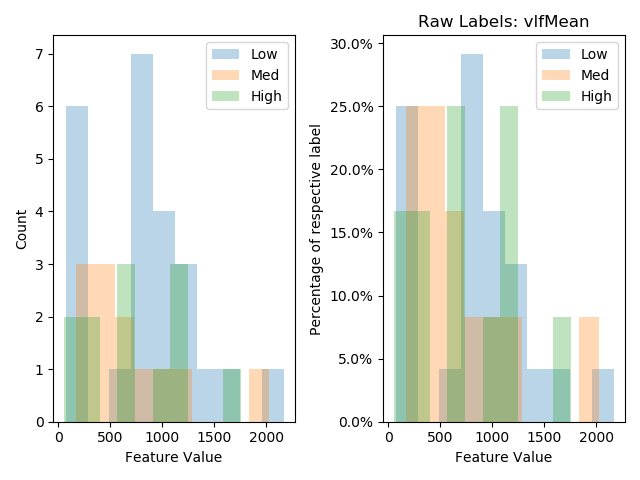 Raw Labels: vlfMean
7
6
5
4
3
2
1
0
Count
0 500 1000 1500 2000
Feature Value
Low
Med
High
30.0%
25.0%
20.0%
15.0%
10.0%
5.0%
0.0%
Percentage of respective label
0 500 1000 1500 2000
Feature Value
Low
Med
High